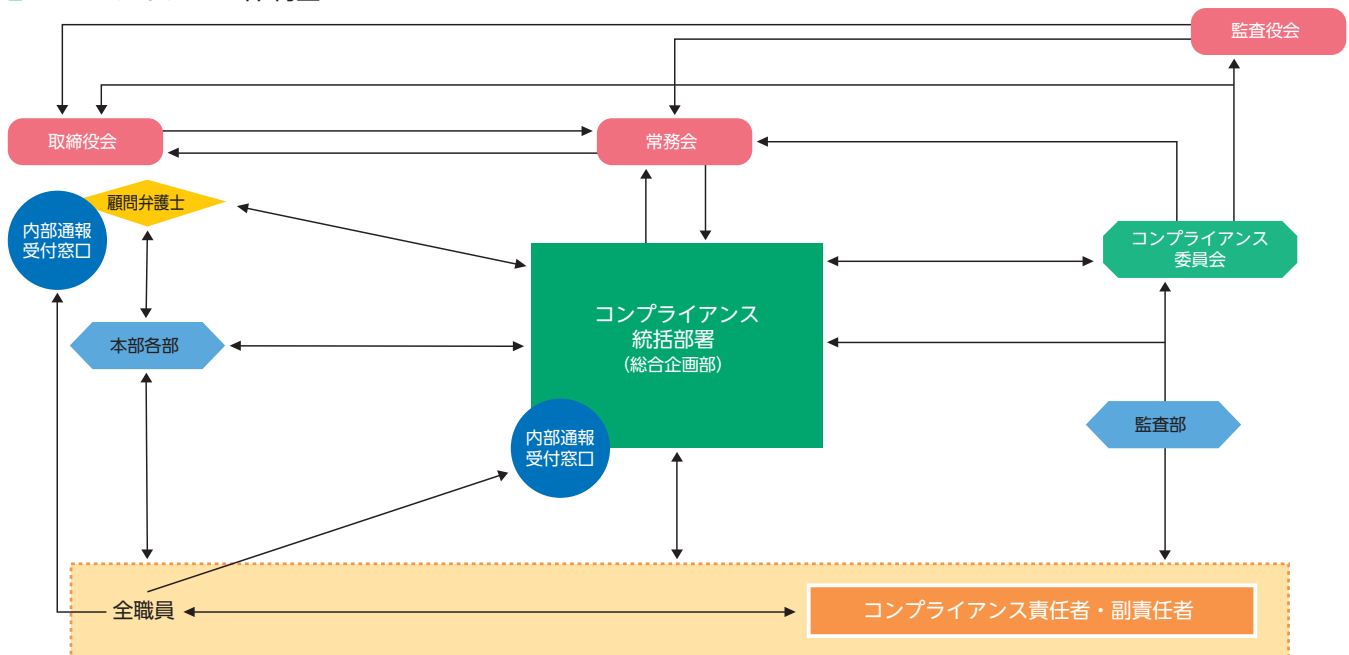 監査役会
取締役会
常務会
顧問弁護士
内部通報
受付窓口
コンプライアンス
委員会
コンプライアンス
統括部署
(総合企画部)
本部各部
監査部
内部通報
受付窓口
全職員
コンプライアンス責任者・副責任者